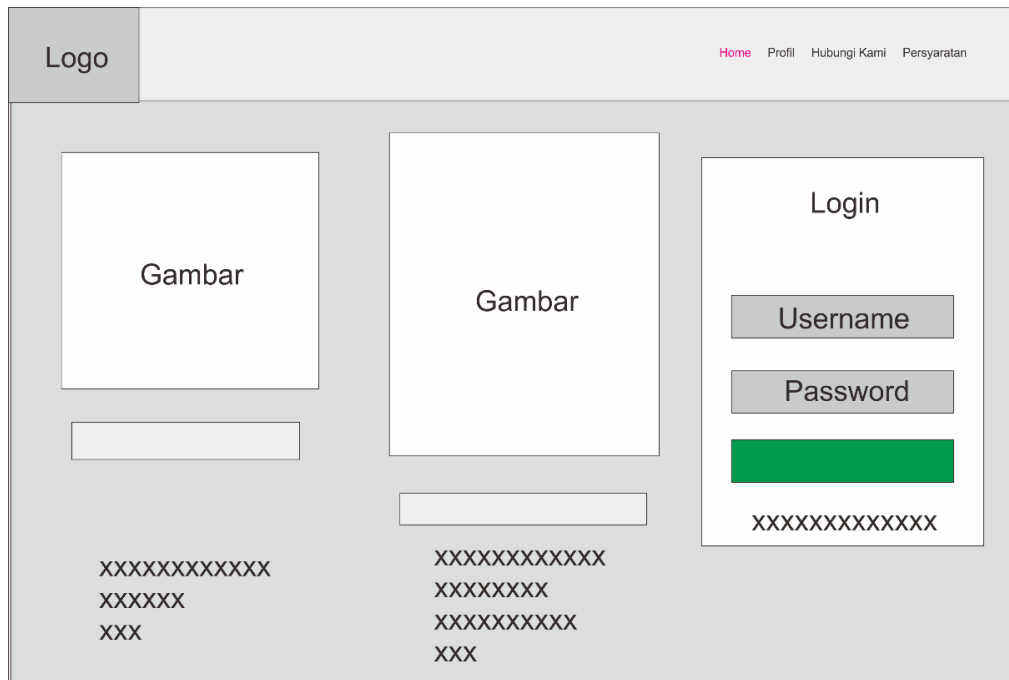 Logo
Home Profil Hubungi Kami Persyaratan
Gambar
xxxxxxxxxxxx
xxxxxx
xxx
Gambar
xxxxxxxxxxxx
xxxxxxxx
xxxxxxxxxx
xxx
Login
Username
Password
xxxxxxxxxxxxx